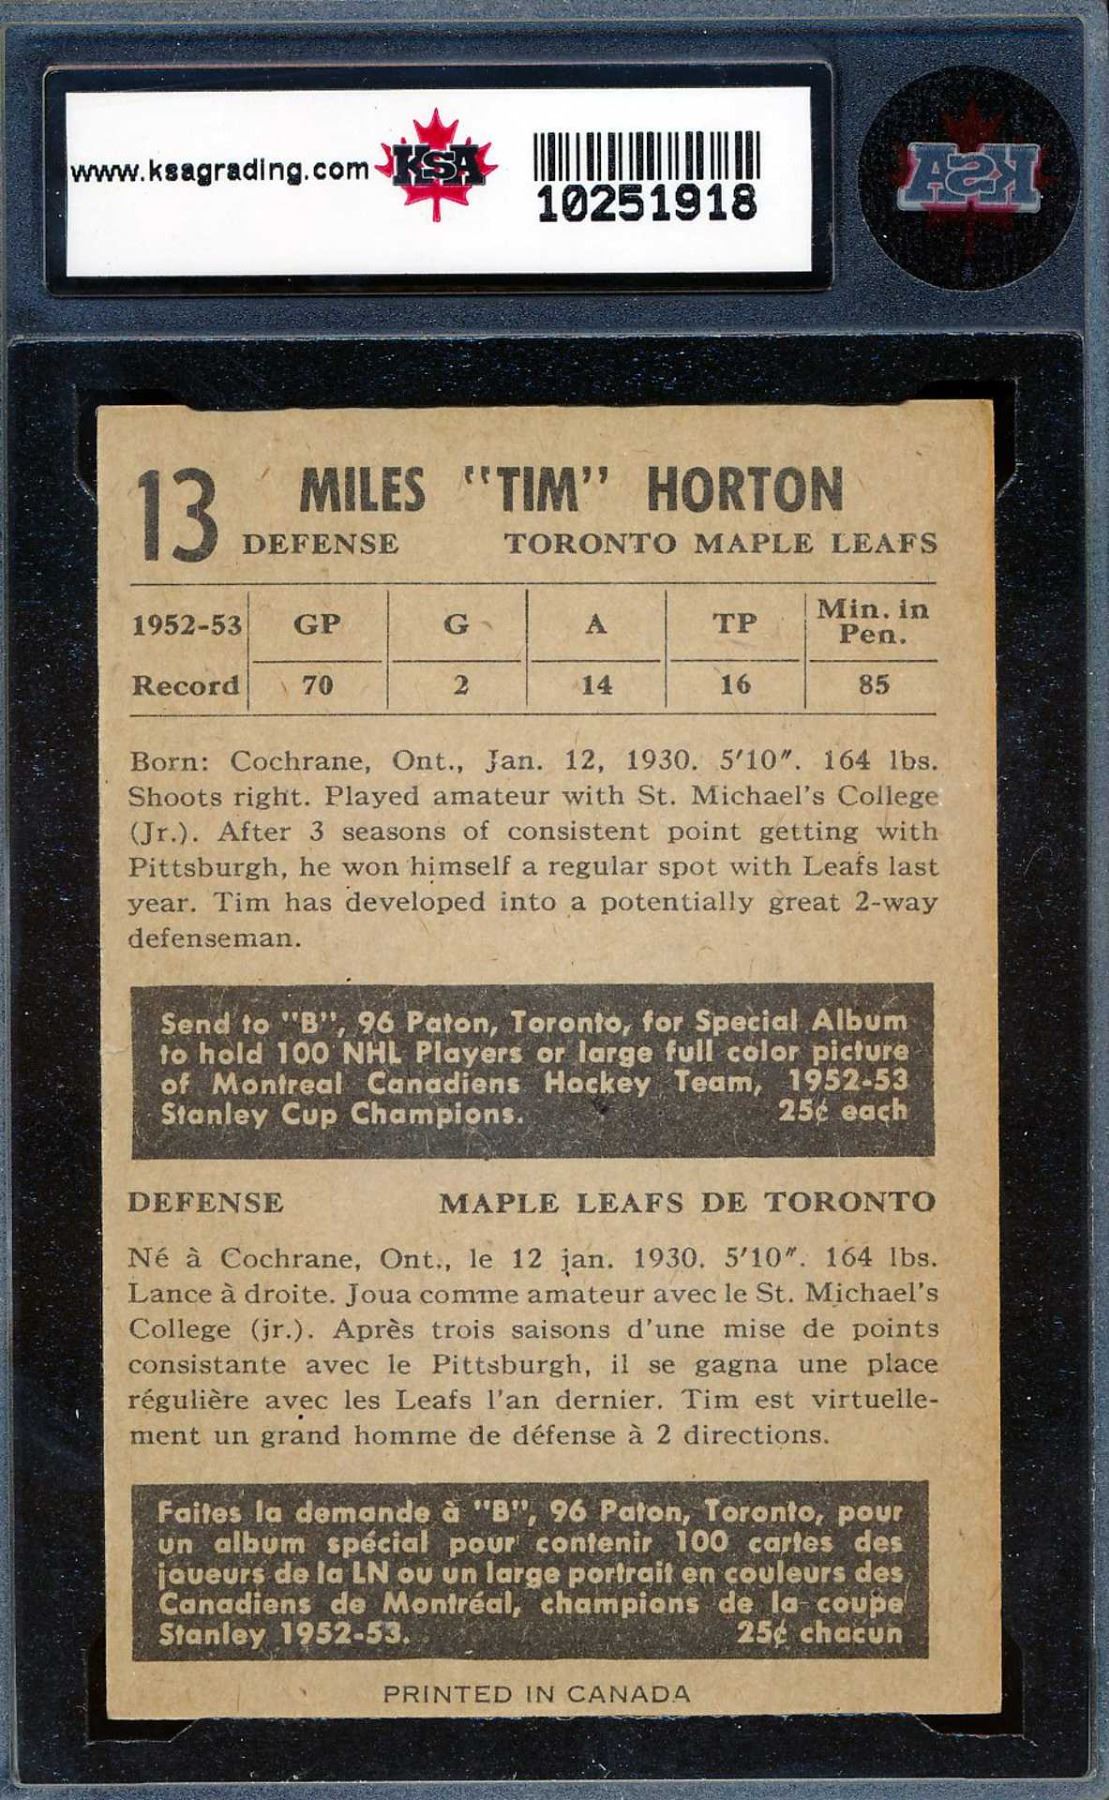 www.ksagrading.com KSA
10251918
KSA
13 MILES "TIM" HORTON
DEFENSE TORONTO MAPLE LEAFS
1952-53 GP G A TP Min. in Pen.
Record 70 2 14 16 85
Born: Cochrane, Ont., Jan. 12, 1930. 5'10". 164 lbs.
Shoots right. Played amateur with St. Michael's College
(Jr.). After 3 seasons of consistent point getting with
Pittsburgh, he won himself a regular spot with Leafs last
year. Tim has developed into a potentially great 2-way
defenseman.
Send to "B", 96 Paton, Toronto, for Special Album
to hold 100 NHL Players or large full color picture
of Montreal Canadiens Hockey Team, 1952-53
Stanley Cup Champions. 25¢ each
DEFENSE MAPLE LEAFS DE TORONTO
Né à Cochrane, Ont., le 12 jan. 1930. 5'10". 164 lbs.
Lance à droite. Joua comme amateur avec le St. Michael's
College (jr.). Après trois saisons d'une mise de points
consistante avec le Pittsburgh, il se gagna une place
régulière avec les Leafs l'an dernier. Tim est virtuelle-
ment un grand homme de défense à 2 directions.
Faites la demande à "B", 96 Paton, Toronto, pour
un album spécial pour contenir 100 cartes des
joueurs de la LN ou un large portrait en couleurs des
Canadiens de Montréal, champions de la coupe
Stanley 1952-53. 25¢ chacun
PRINTED IN CANADA